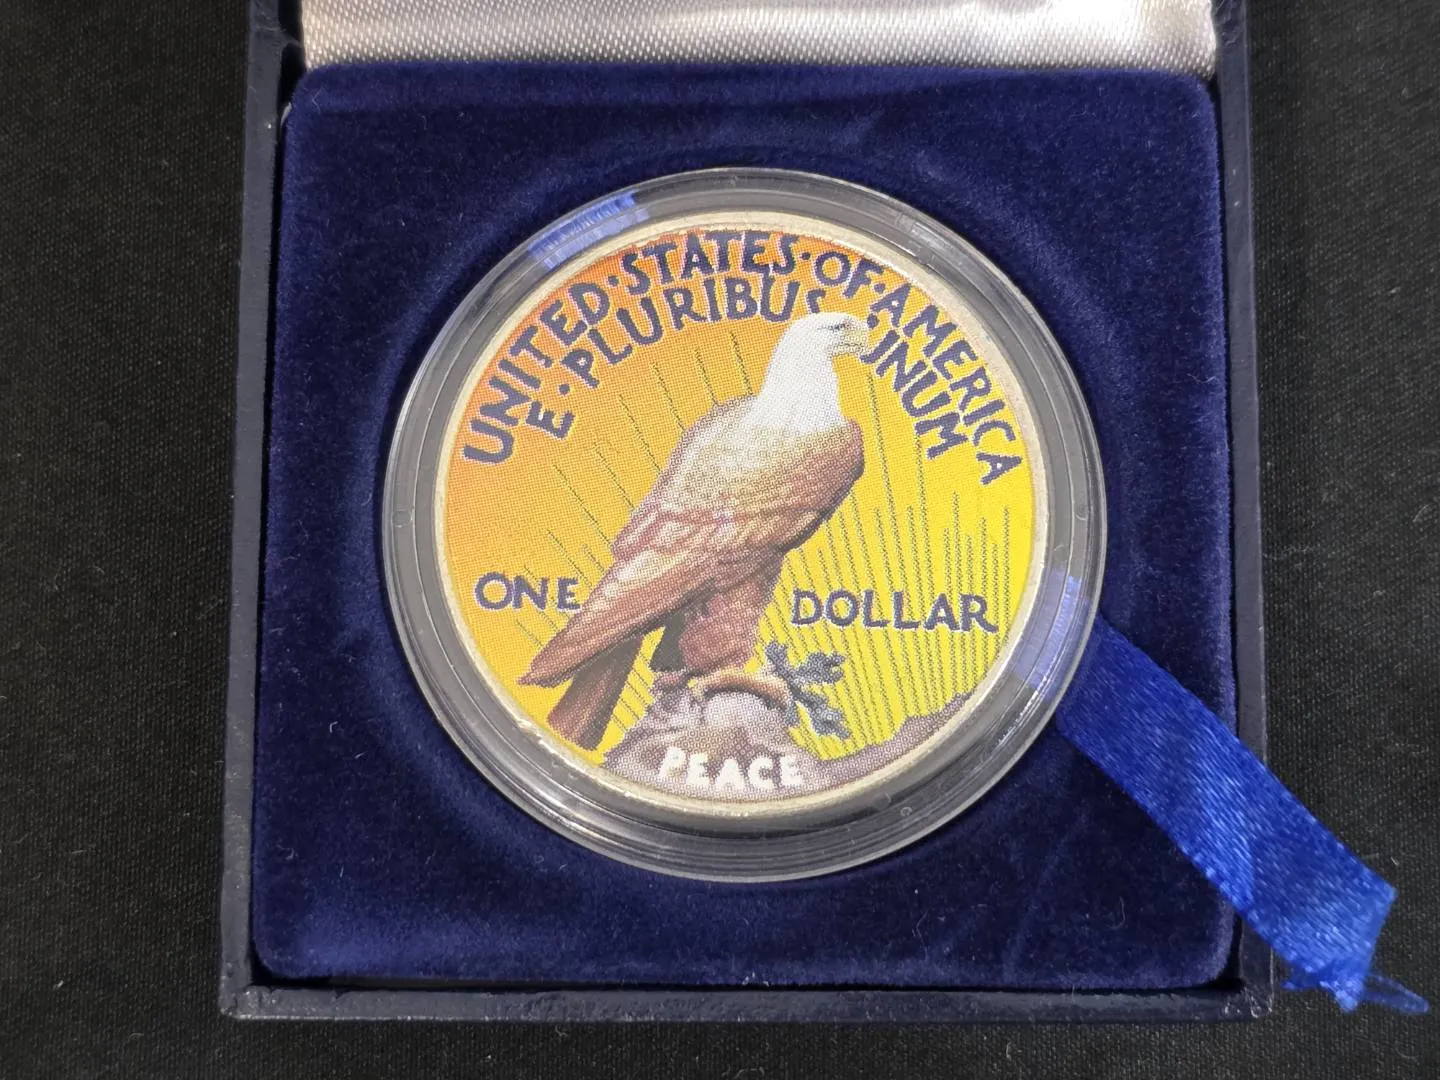 UNITED·STATES·OF·AMERICA
E·PLURIBUS UNUM
ONE DOLLAR
PEACE